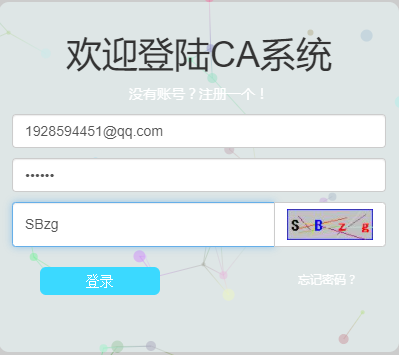 欢迎登陆CA系统
没有账号？注册一个！
1928594451@qq.com
••••••
SBzg
S B z g
登录
忘记密码？